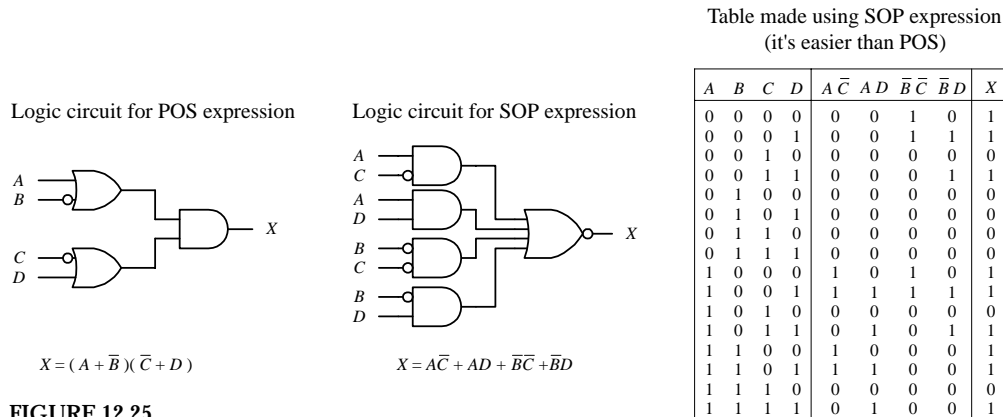 Table made using SOP expression
(it's easier than POS)
Logic circuit for POS expression
Logic circuit for SOP expression
A
B
C
D
X
X = ( A + B̅ )( C̅ + D )
A
C
A
D
B
C
B
D
X
X = AC̅ + AD + B̅C̅ + B̅D
A B C D A C̅ A D B̅ C̅ B̅ D X
0 0 0 0 0 0 1 0 1
0 0 0 1 0 0 1 1 1
0 0 1 0 0 0 0 0 0
0 0 1 1 0 0 0 1 1
0 1 0 0 0 0 0 0 0
0 1 0 1 0 0 0 0 0
0 1 1 0 0 0 0 0 0
0 1 1 1 0 0 0 0 0
1 0 0 0 1 0 1 0 1
1 0 0 1 1 1 1 1 1
1 0 1 0 0 0 0 0 0
1 0 1 1 0 1 0 1 1
1 1 0 0 1 0 0 0 1
1 1 0 1 1 1 0 0 1
1 1 1 0 0 0 0 0 0
1 1 1 1 0 1 0 0 1
FIGURE 12.25